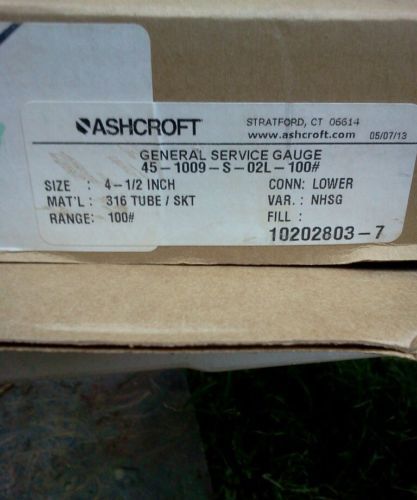 ASHCROFT
STRATFORD, CT 06614
www.ashcroft.com 05/07/13
GENERAL SERVICE GAUGE
45-1009-S-02L-100#
SIZE : 4-1/2 INCH CONN: LOWER
MAT'L : 316 TUBE / SKT VAR. : NHSG
RANGE: 100# FILL :
10202803-7